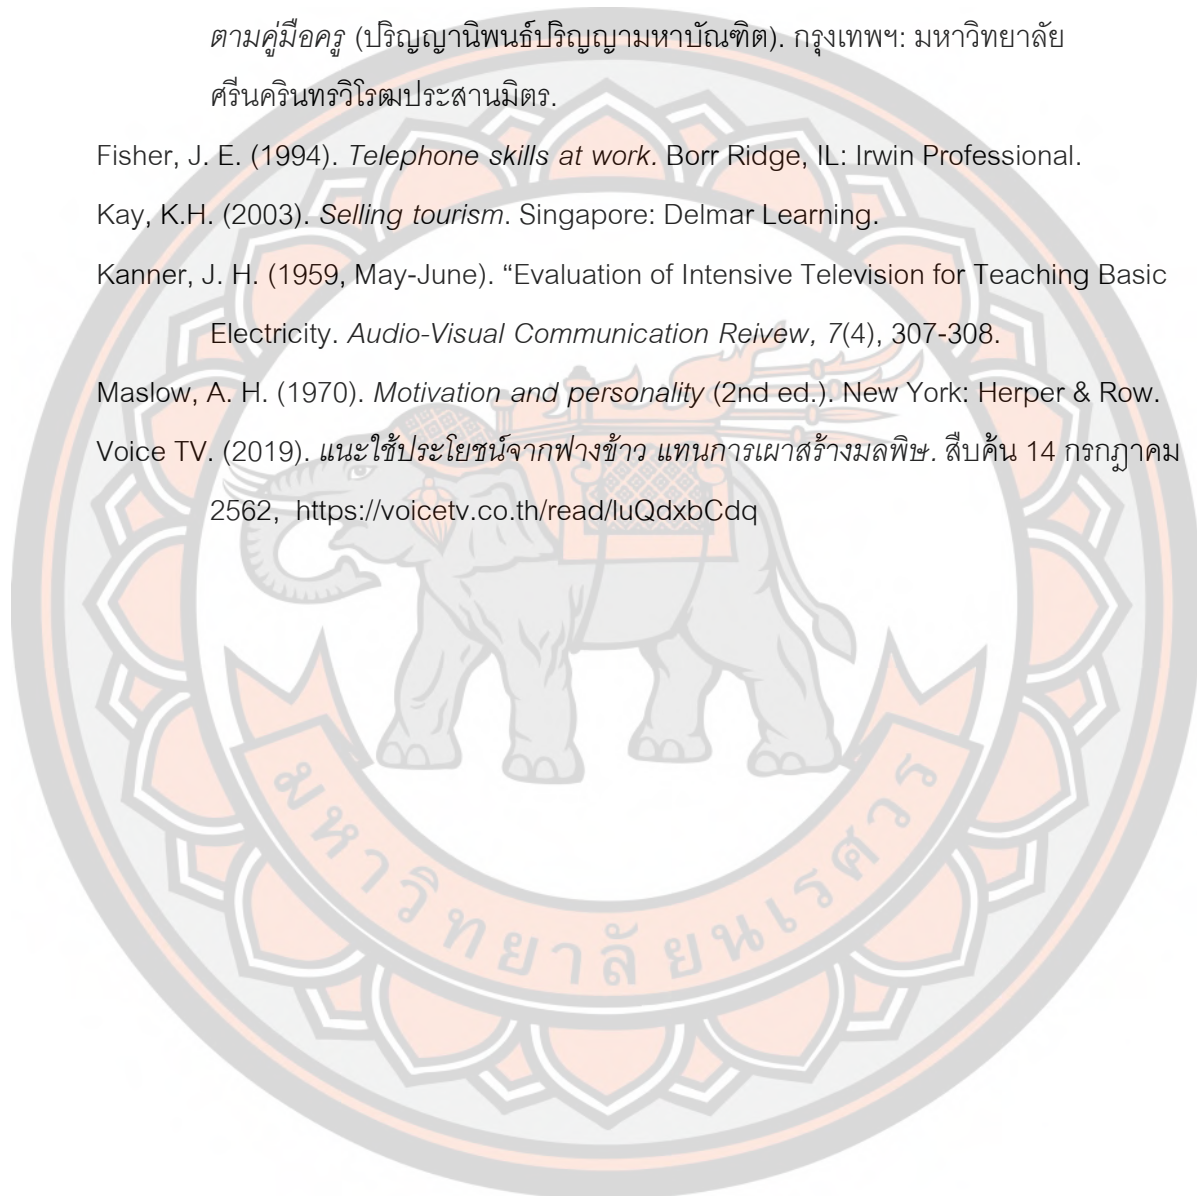 ตามคู่มือครู (ปริญญานิพนธ์ปริญญามหาบัณฑิต). กรุงเทพฯ: มหาวิทยาลัย
ศรีนครินทรวิโรฒประสานมิตร.
Fisher, J. E. (1994). Telephone skills at work. Borr Ridge, IL: Irwin Professional.
Kay, K.H. (2003). Selling tourism. Singapore: Delmar Learning.
Kanner, J. H. (1959, May-June). “Evaluation of Intensive Television for Teaching Basic
Electricity. Audio-Visual Communication Reivew, 7(4), 307-308.
Maslow, A. H. (1970). Motivation and personality (2nd ed.). New York: Herper & Row.
Voice TV. (2019). แนะใช้ประโยชน์จากฟางข้าว แทนการเผาสร้างมลพิษ. สืบค้น 14 กรกฎาคม
2562, https://voicetv.co.th/read/luQdxbCdq
มหาวิทยาลัยนเรศวร